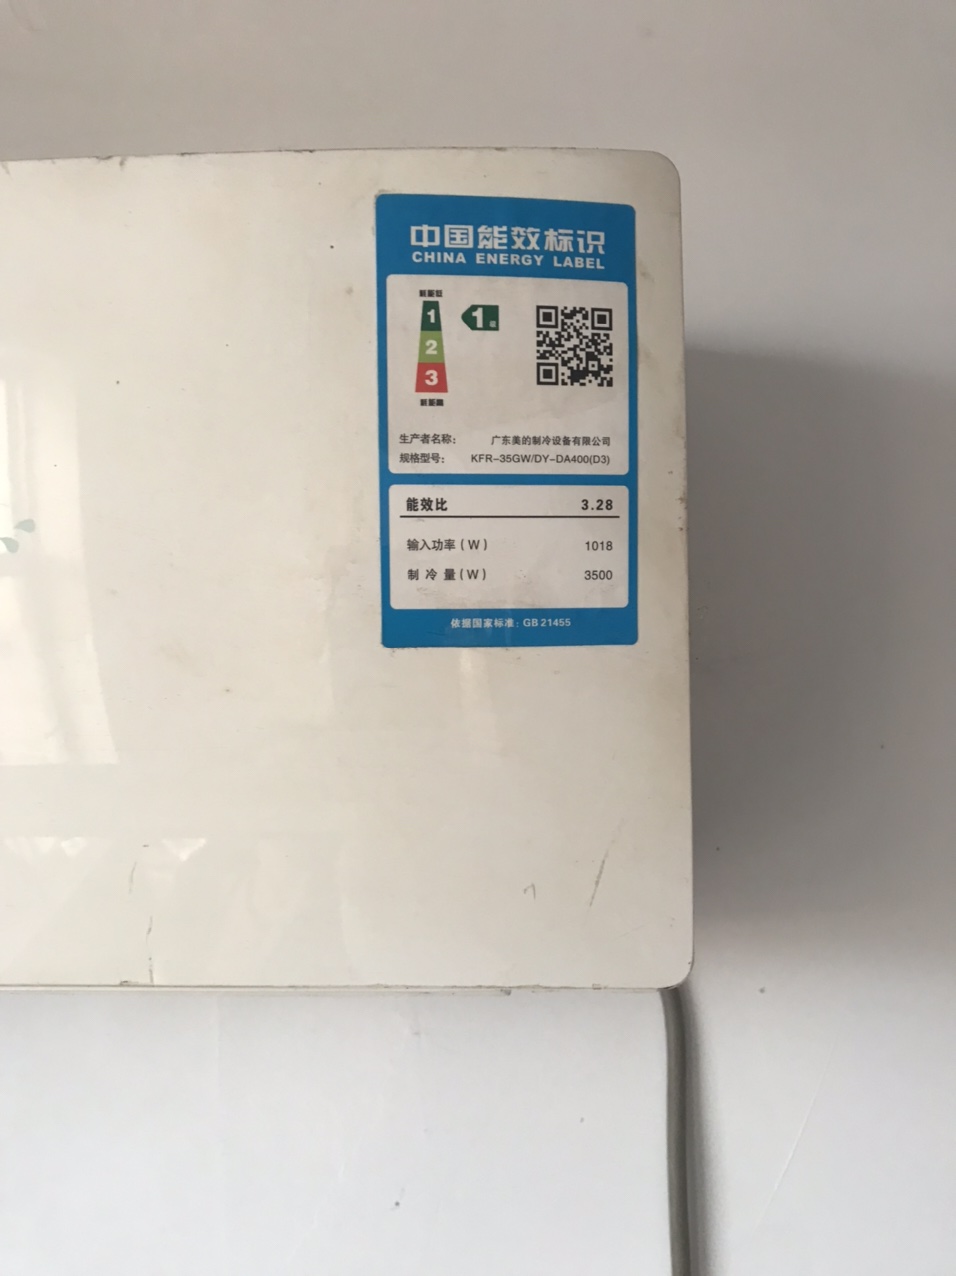 中国能效标识
CHINA ENERGY LABEL
1
1级
2
3
生产者名称： 广东美的制冷设备有限公司
规格型号： KFR-35GW/DY-DA400(D3)
能效比 3.28
输入功率(W) 1018
制冷量(W) 3500
依据国家标准：GB 21455